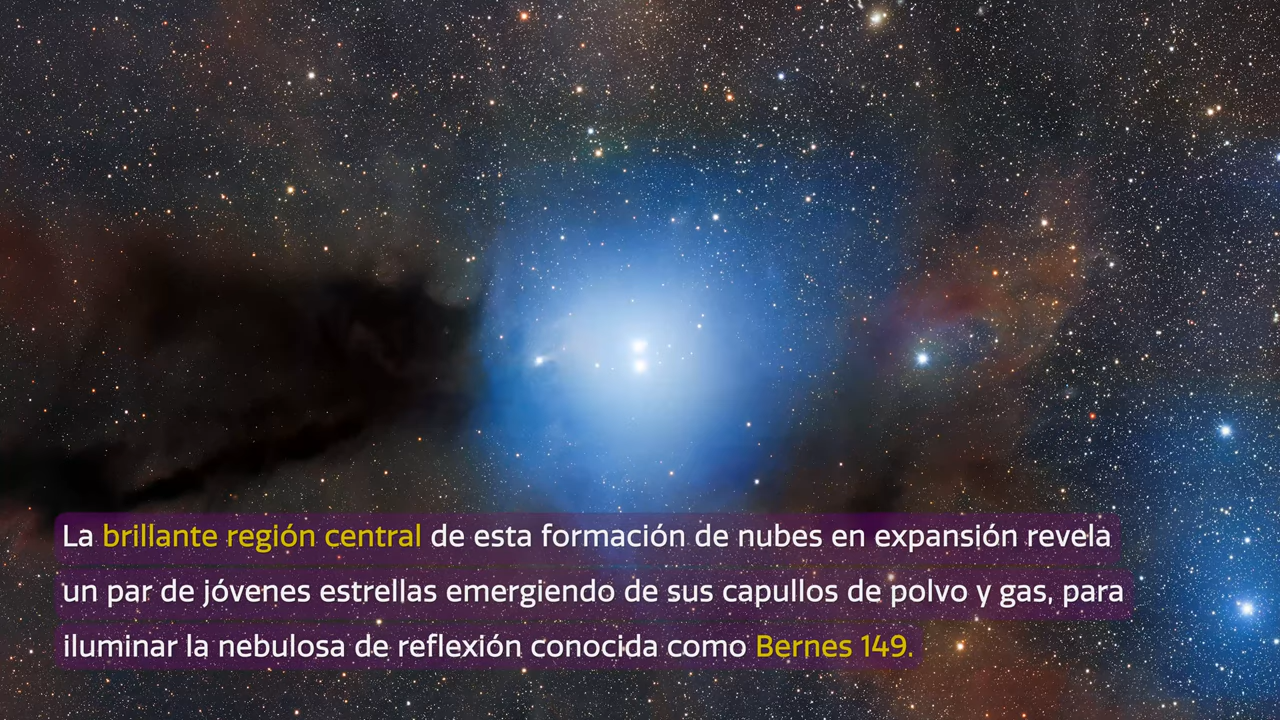 La brillante región central de esta formación de nubes en expansión revela
un par de jóvenes estrellas emergiendo de sus capullos de polvo y gas, para
iluminar la nebulosa de reflexión conocida como Bernes 149.